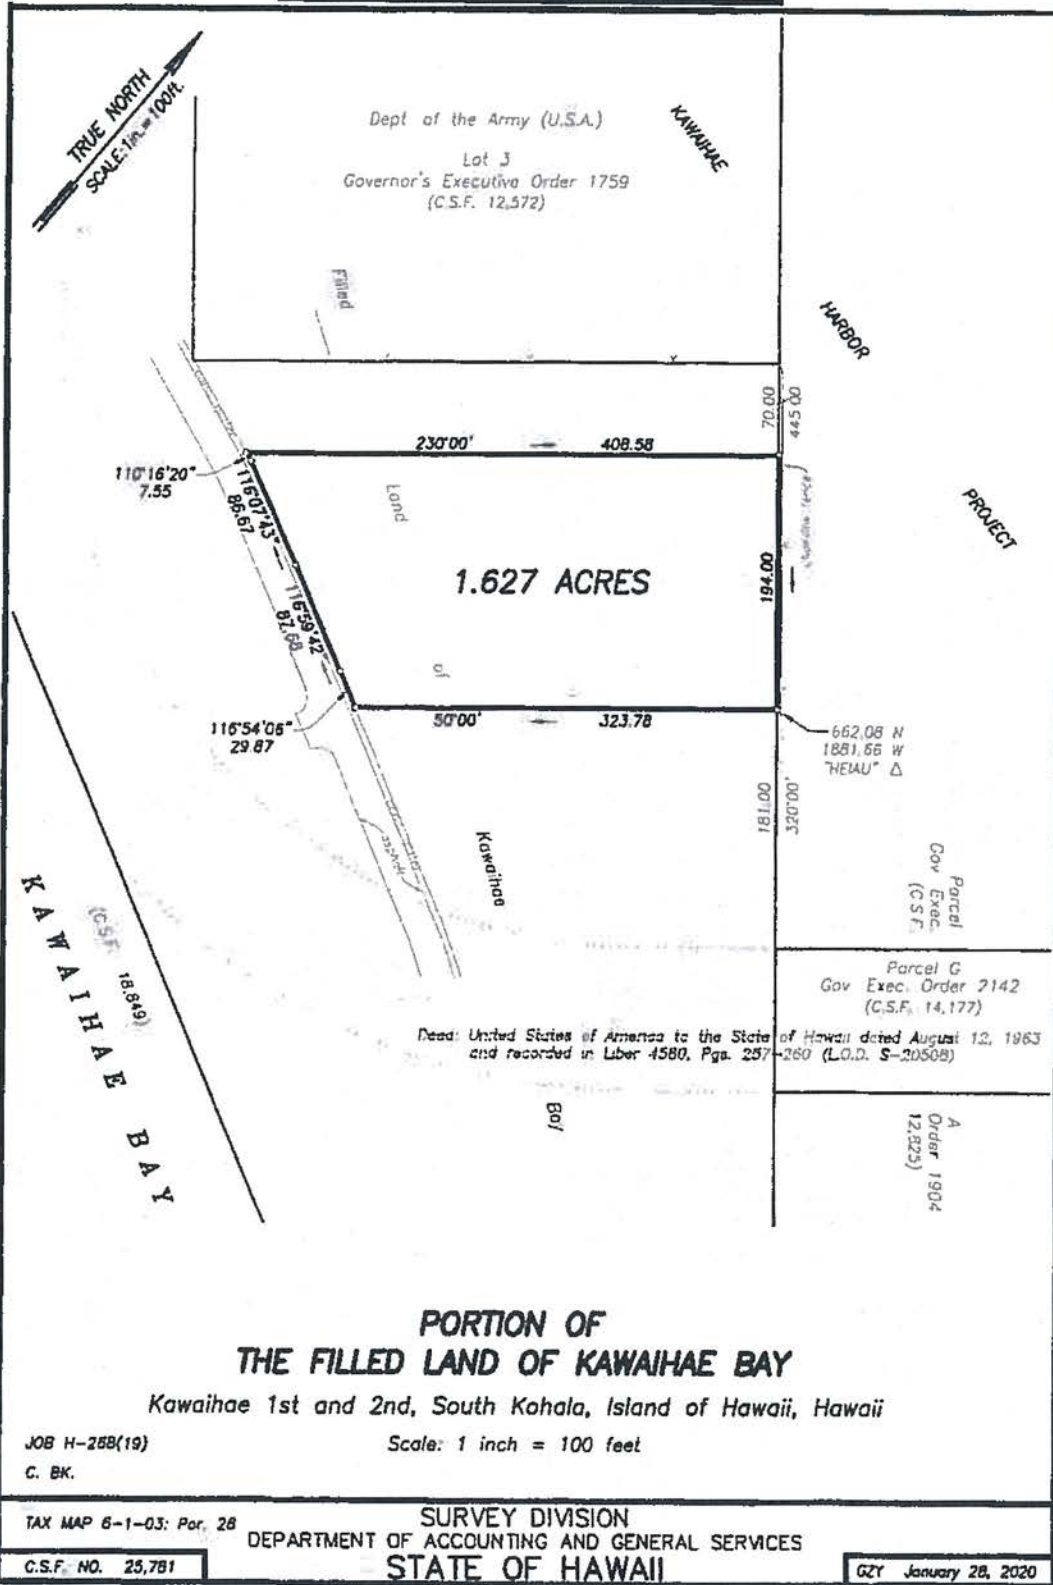 TRUE NORTH
SCALE: 1in.=100ft.
Dept of the Army (U.S.A.)
Lot 3
Governor's Executive Order 1759
(C.S.F. 12,572)
KAWAIHAE
HARBOR
PROJECT
Filled
70.00
445.00
230°00'
408.58
110°16'20"
7.55
116°07'43"
86.67
Land
1.627 ACRES
194.00
116°59'42"
87.68
of
116°54'06"
29.87
50°00'
323.78
662.08 N
1881.66 W
"HEIAU" Δ
181.00
320°00'
Kawaihae
Parcel
Gov Exec.
(C.S.F.
KAWAIHAE BAY
(C.S.F. 18,849)
Parcel G
Gov Exec. Order 2142
(C.S.F. 14,177)
Deed: United States of America to the State of Hawaii dated August 12, 1963
and recorded in Liber 4580, Pgs. 257-260 (L.O.D. S-20508)
Bay
A
Order 1904
12,825)
PORTION OF
THE FILLED LAND OF KAWAIHAE BAY
Kawaihae 1st and 2nd, South Kohala, Island of Hawaii, Hawaii
JOB H-258(19)
Scale: 1 inch = 100 feet
C. BK.
TAX MAP 6-1-03: Por. 28
SURVEY DIVISION
DEPARTMENT OF ACCOUNTING AND GENERAL SERVICES
STATE OF HAWAII
C.S.F. NO. 25,781
GZY January 28, 2020